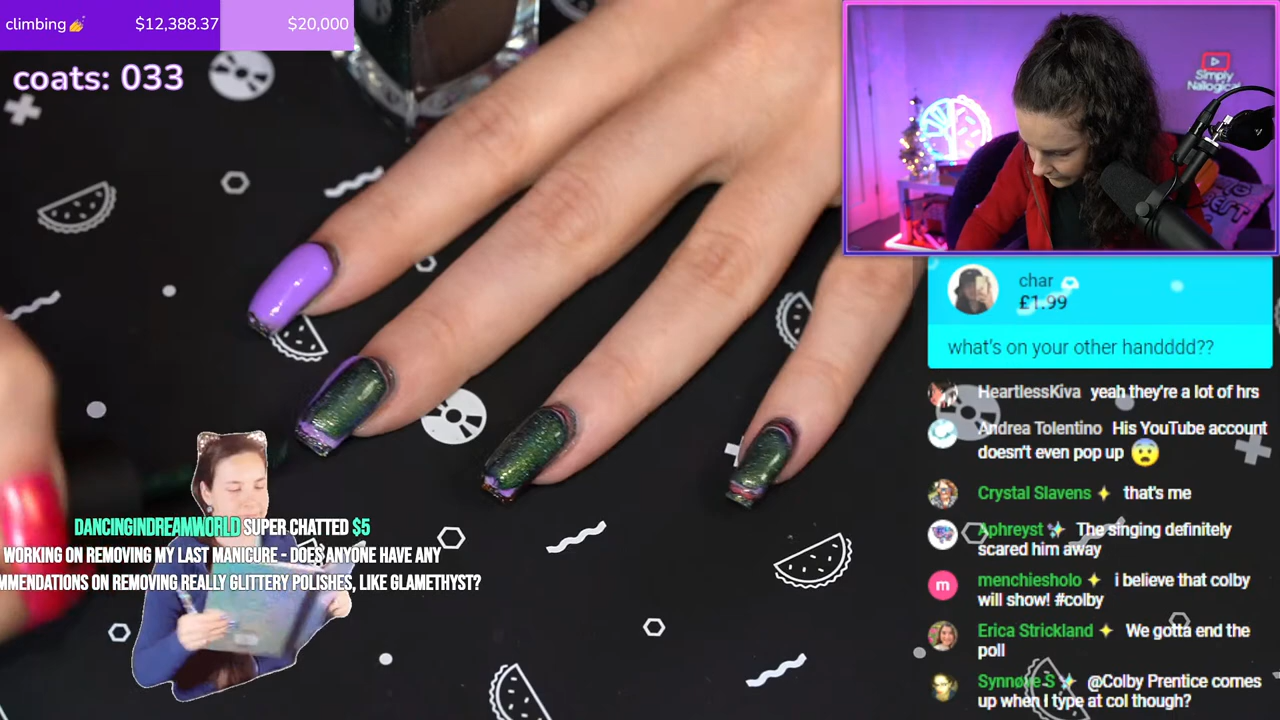 climbing💅 $12,388.37 $20,000
coats: 033
Simply
Nailogical
char
£1.99
what's on your other handddd??
HeartlessKiva yeah they're a lot of hrs
Andrea Tolentino His YouTube account
doesn't even pop up 😨
Crystal Slavens ✨ that's me
Aphreyst ✨ The singing definitely
scared him away
menchiesholo ✨ i believe that colby
will show! #colby
Erica Strickland ✨ We gotta end the
poll
@Colby Prentice comes
up when I type at col though?
DANCINGINDREAMWORLD SUPER CHATTED $5
WORKING ON REMOVING MY LAST MANICURE - DOES ANYONE HAVE ANY
MMENDATIONS ON REMOVING REALLY GLITTERY POLISHES, LIKE GLAMETHYST?